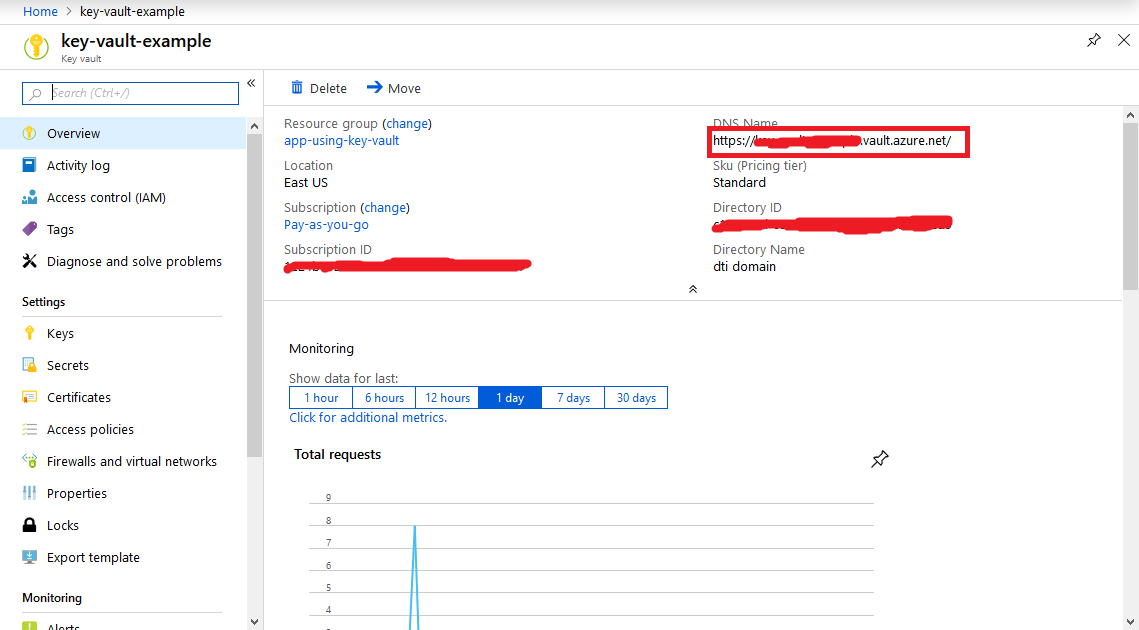 Home > key-vault-example
key-vault-example
Key vault
Search (Ctrl+/)
Overview
Activity log
Access control (IAM)
Tags
Diagnose and solve problems
Settings
Keys
Secrets
Certificates
Access policies
Firewalls and virtual networks
Properties
Locks
Export template
Monitoring
Alerts
Delete
Move
Resource group (change)
app-using-key-vault
Location
East US
Subscription (change)
Pay-as-you-go
Subscription ID
DNS Name
https://
.vault.azure.net/
Sku (Pricing tier)
Standard
Directory ID
Directory Name
dti domain
Monitoring
Show data for last:
1 hour 6 hours 12 hours 1 day 7 days 30 days
Click for additional metrics.
Total requests
9
8
7
6
5
4